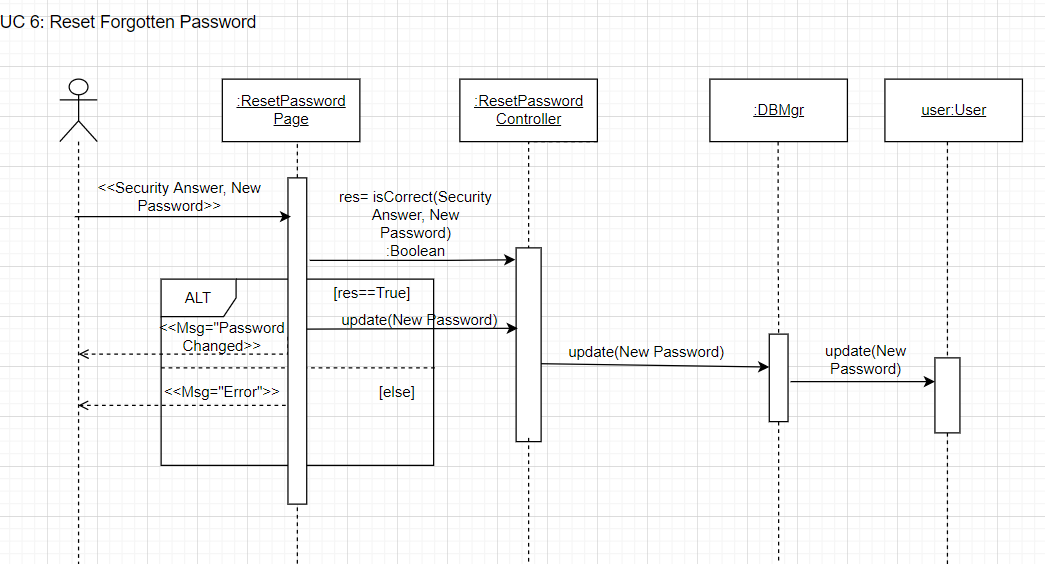 UC 6: Reset Forgotten Password
:ResetPassword
Page
:ResetPassword
Controller
:DBMgr
user:User
<<Security Answer, New
Password>>
res= isCorrect(Security
Answer, New
Password)
:Boolean
ALT
[res==True]
<<Msg="Password
Changed>>
update(New Password)
update(New Password)
update(New
Password)
<<Msg="Error">>
[else]